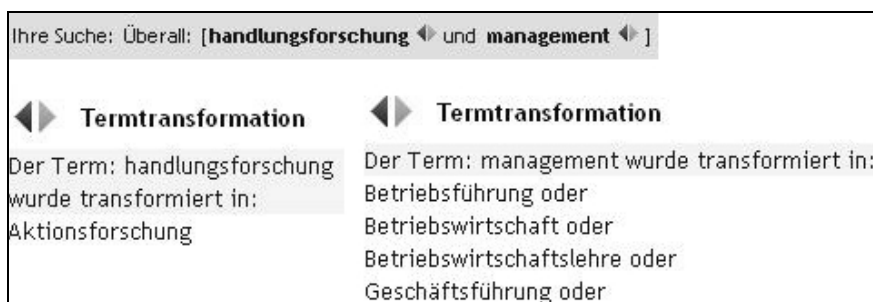 Ihre Suche: Überall: [handlungsforschung und management ]
Termtransformation
Der Term: handlungsforschung
wurde transformiert in:
Aktionsforschung
Termtransformation
Der Term: management wurde transformiert in:
Betriebsführung oder
Betriebswirtschaft oder
Betriebswirtschaftslehre oder
Geschäftsführung oder